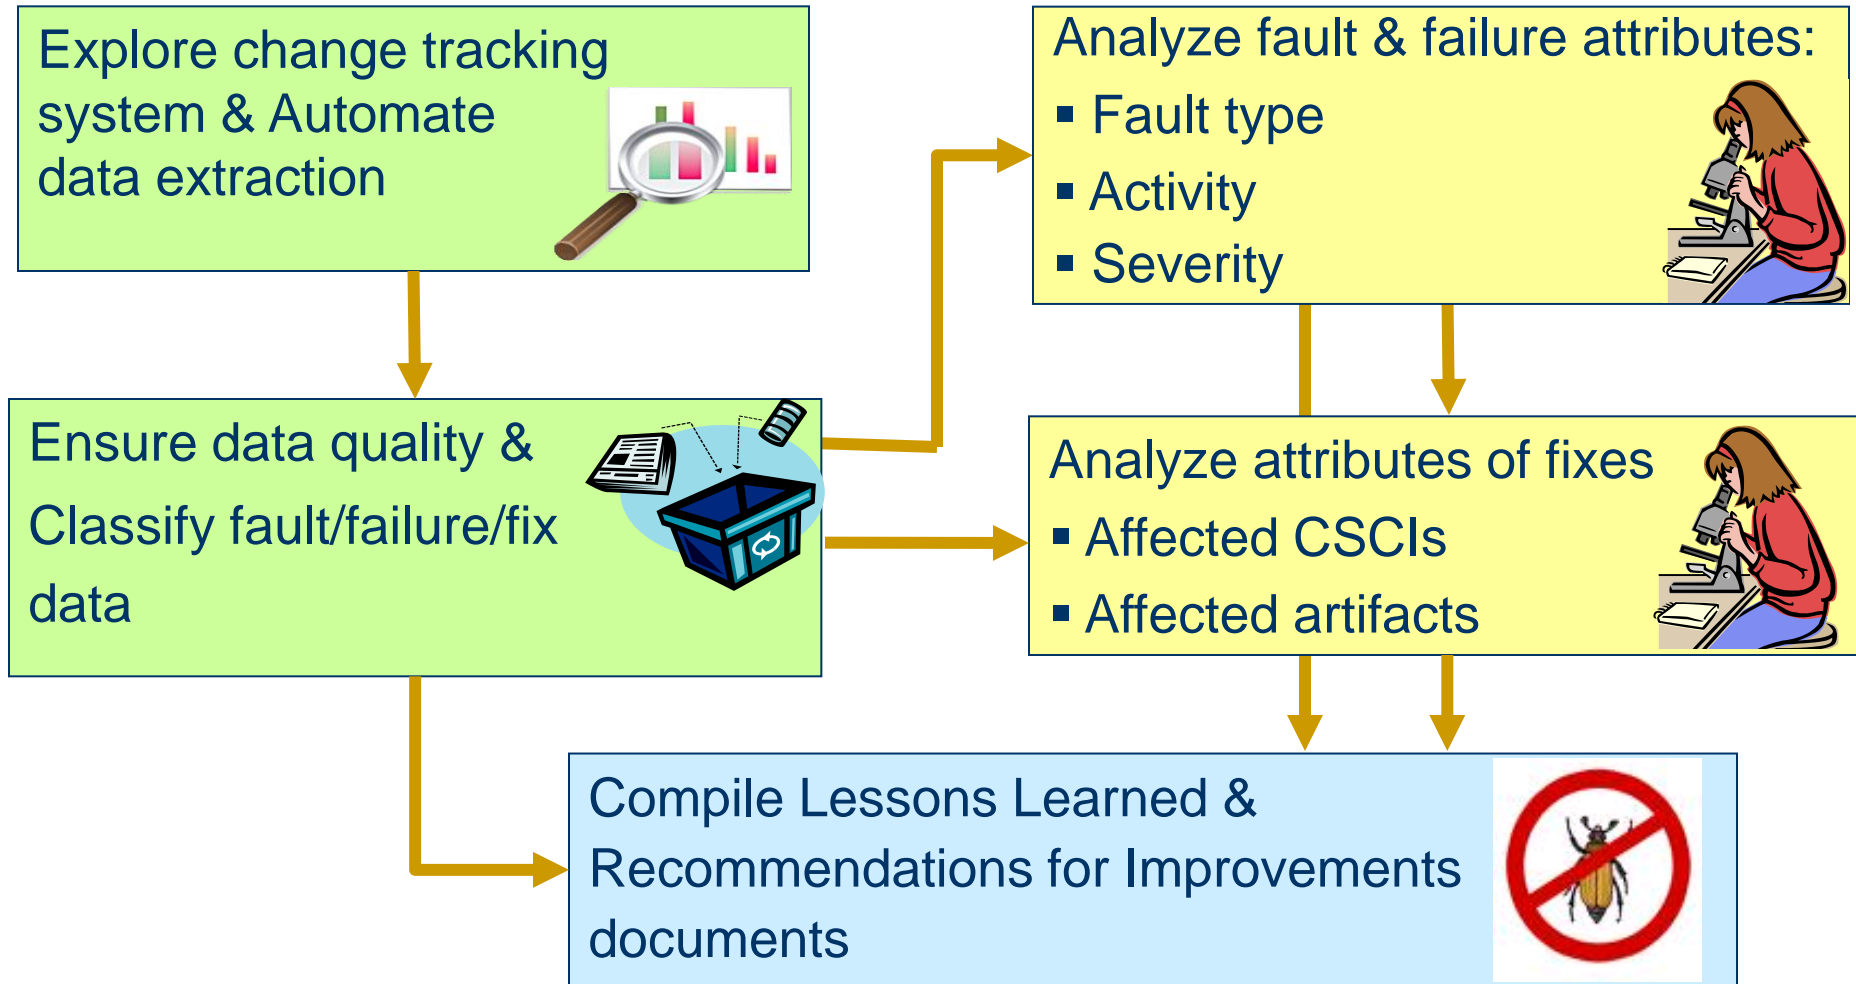 Explore change tracking
system & Automate
data extraction
Ensure data quality &
Classify fault/failure/fix
data
Analyze fault & failure attributes:
▪ Fault type
▪ Activity
▪ Severity
Analyze attributes of fixes
▪ Affected CSCIs
▪ Affected artifacts
Compile Lessons Learned &
Recommendations for Improvements
documents